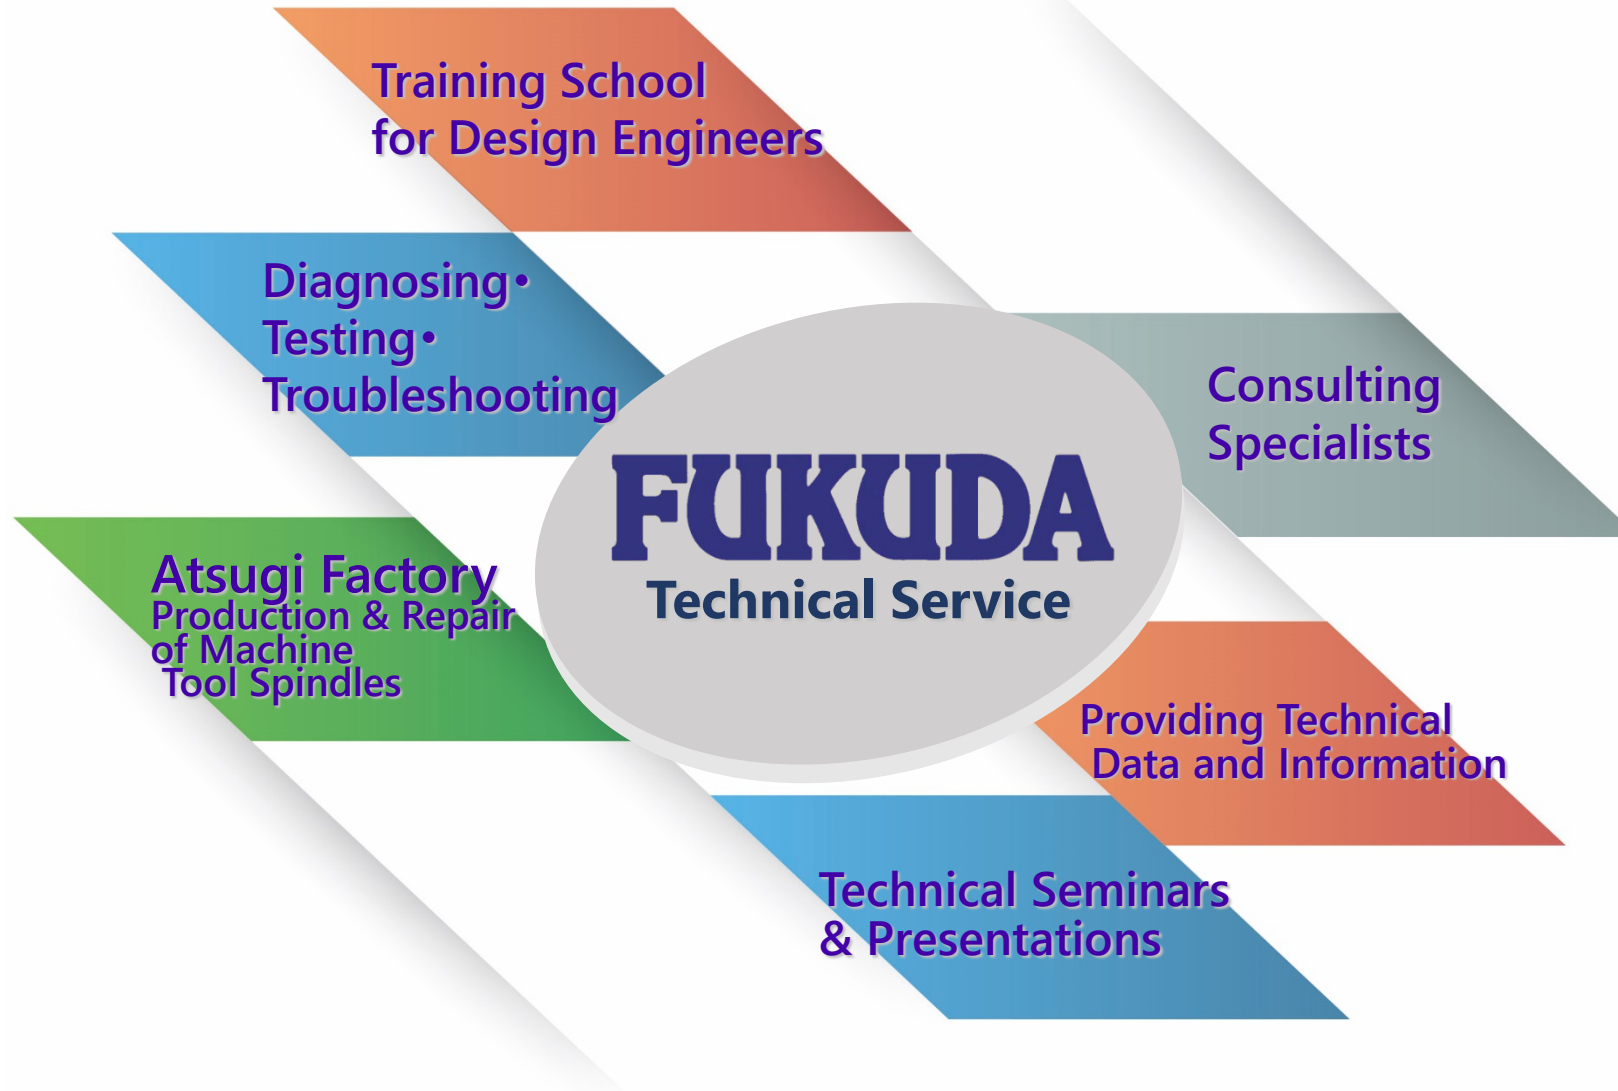 Training School
for Design Engineers
Diagnosing・
Testing・
Troubleshooting
Consulting
Specialists
FUKUDA
Technical Service
Atsugi Factory
Production & Repair
of Machine
Tool Spindles
Providing Technical
Data and Information
Technical Seminars
& Presentations